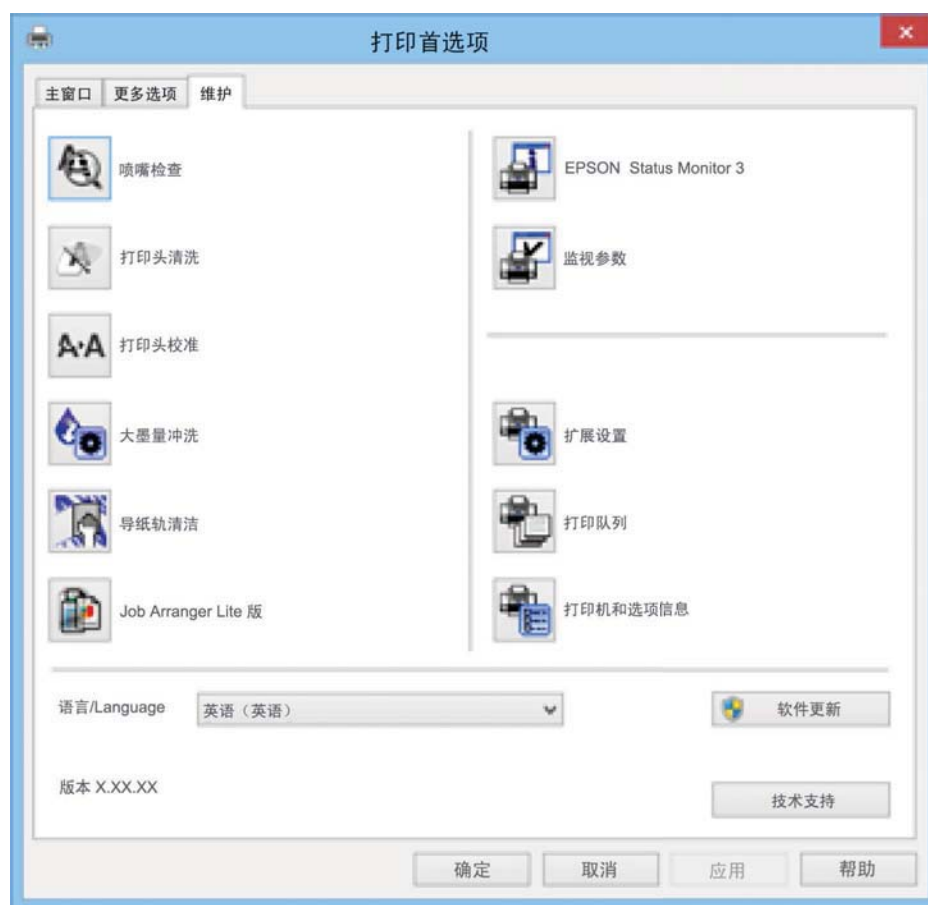 打印首选项
主窗口 更多选项 维护
喷嘴检查
打印头清洗
打印头校准
大墨量冲洗
导纸轨清洁
Job Arranger Lite 版
EPSON Status Monitor 3
监视参数
扩展设置
打印队列
打印机和选项信息
语言/Language
英语（英语）
软件更新
版本 X.XX.XX
技术支持
确定 取消 应用 帮助